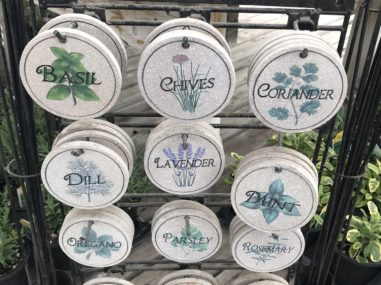 Basil
Chives
Coriander
Dill
Lavender
Mint
Oregano
Parsley
Rosemary